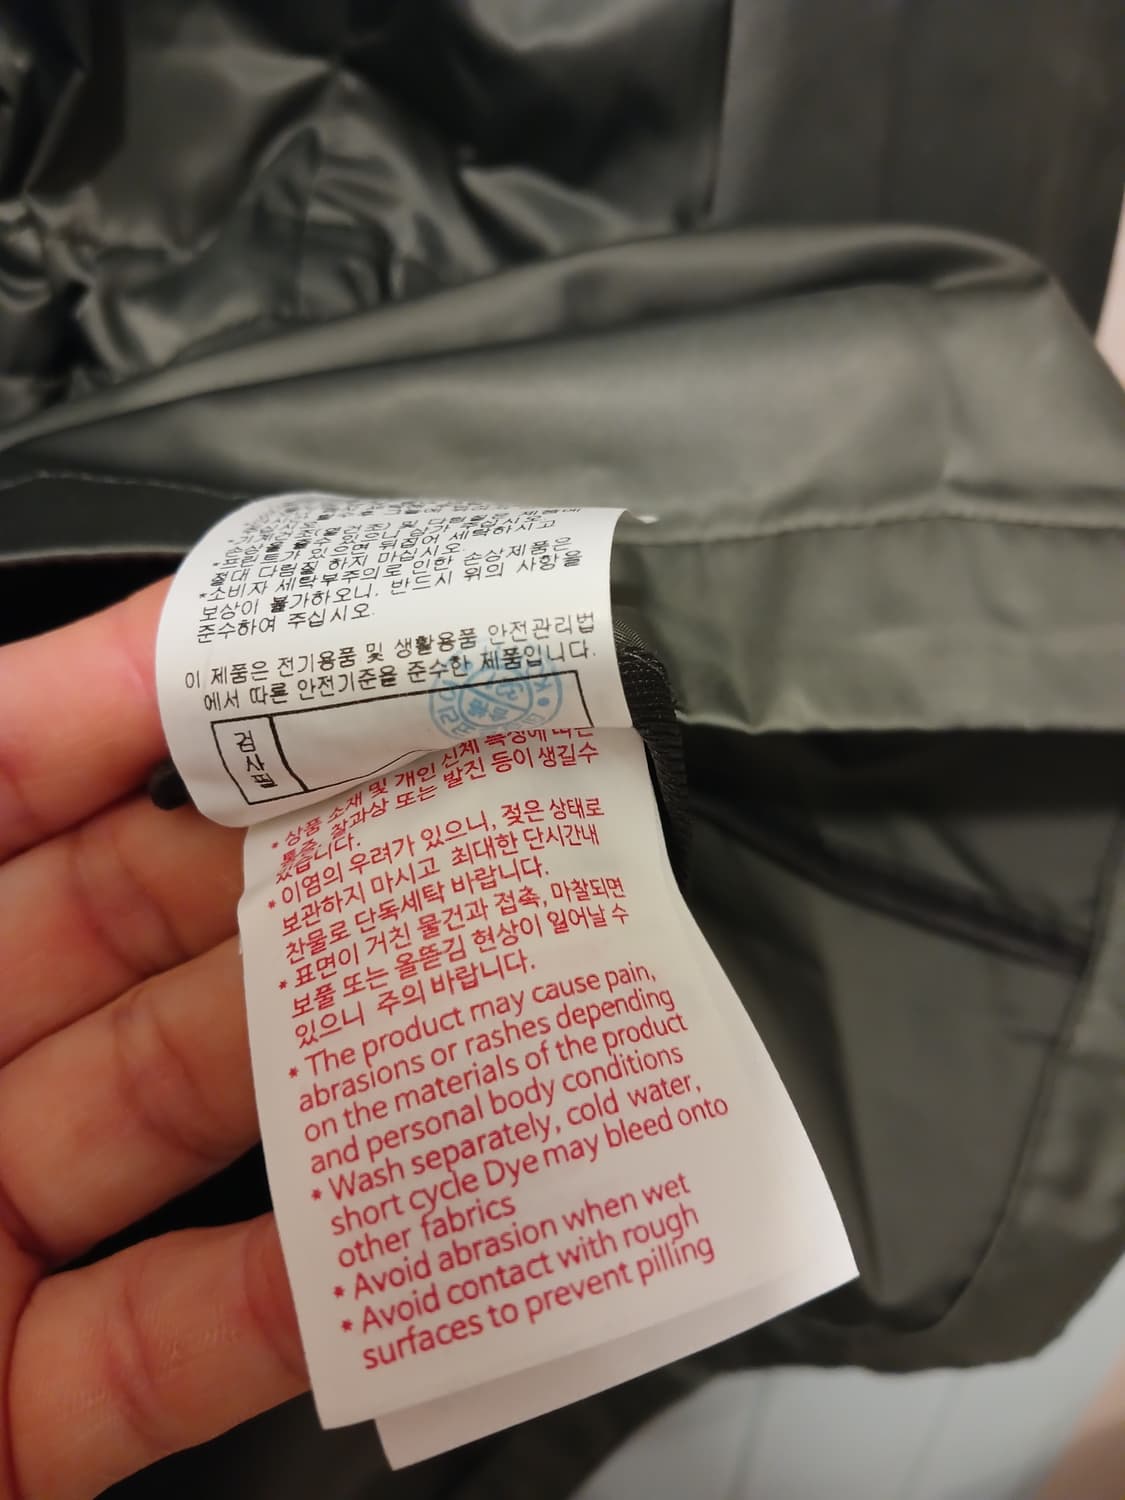 손상
*프린트가 있으면 뒤집어 세탁하시고
절대 다림질 하지 마십시오
*소비자 세탁부주의로인한 손상제품은
보상이 불가하오니, 반드시 위의 사항을
준수하여 주십시오.
이 제품은 전기용품 및 생활용품 안전관리법
에서 따른 안전기준을 준수한 제품입니다.
검사필
* 상품 소재 및 개인 신체 특성에 따른
통증, 찰과상 또는 발진 등이 생길수
있습니다.
* 이염의 우려가 있으니, 젖은 상태로
보관하지 마시고 최대한 단시간내
찬물로 단독세탁 바랍니다.
* 표면이 거친 물건과 접촉, 마찰되면
보풀 또는 올뜯김 현상이 일어날 수
있으니 주의 바랍니다.
* The product may cause pain,
abrasions or rashes depending
on the materials of the product
and personal body conditions
* Wash separately, cold water,
short cycle Dye may bleed onto
other fabrics
* Avoid abrasion when wet
* Avoid contact with rough
surfaces to prevent pilling